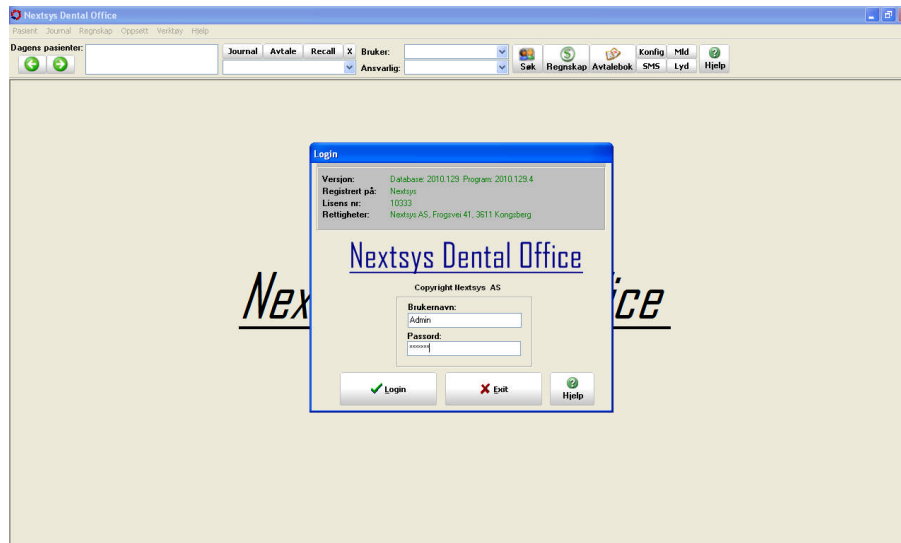 Nextsys Dental Office
Pasient Journal Regnskap Oppsett Verktøy Hjelp
Dagens pasienter:
Journal Avtale Recall X Bruker:
Ansvarlig:
Søk Regnskap Avtalebok
Konfig Mld
SMS Lyd
Hjelp
Login
Versjon: Database: 2010.129 Program: 2010.129.4
Registrert på: Nextsys
Lisens nr: 10333
Rettigheter: Nextsys AS, Frogsvei 41, 3611 Kongsberg
Nextsys Dental Office
Copyright Nextsys AS
Nex ice
Brukernavn:
Admin
Passord:
******
Login Exit Hjelp